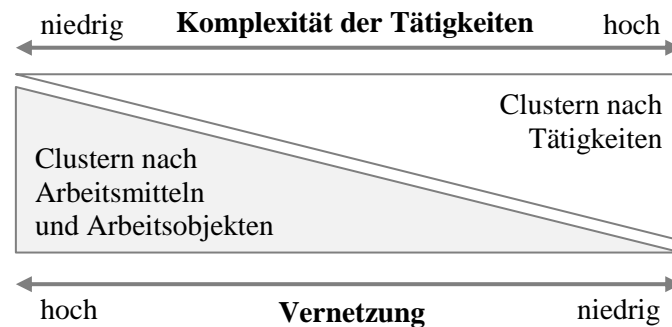 niedrig Komplexität der Tätigkeiten hoch
Clustern nach
Tätigkeiten
Clustern nach
Arbeitsmitteln
und Arbeitsobjekten
hoch Vernetzung niedrig